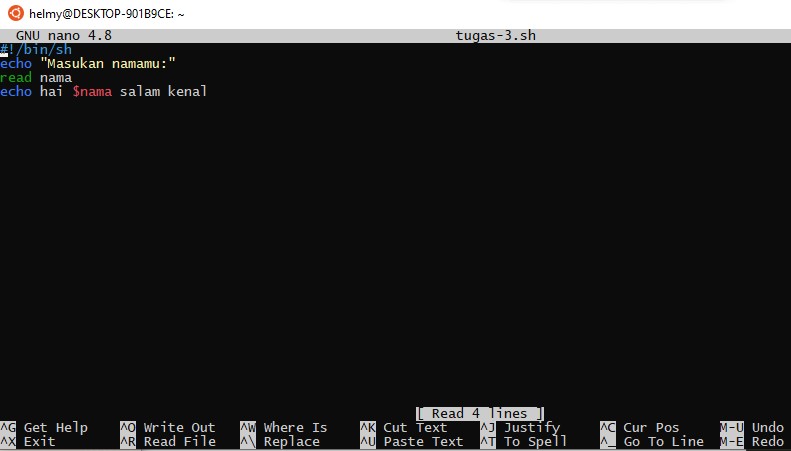 helmy@DESKTOP-901B9CE: ~
GNU nano 4.8 tugas-3.sh
#!/bin/sh
echo "Masukan namamu:"
read nama
echo hai $nama salam kenal
[ Read 4 lines ]
^G Get Help ^O Write Out ^W Where Is ^K Cut Text ^J Justify ^C Cur Pos M-U Undo
^X Exit ^R Read File ^\ Replace ^U Paste Text ^T To Spell ^_ Go To Line M-E Redo